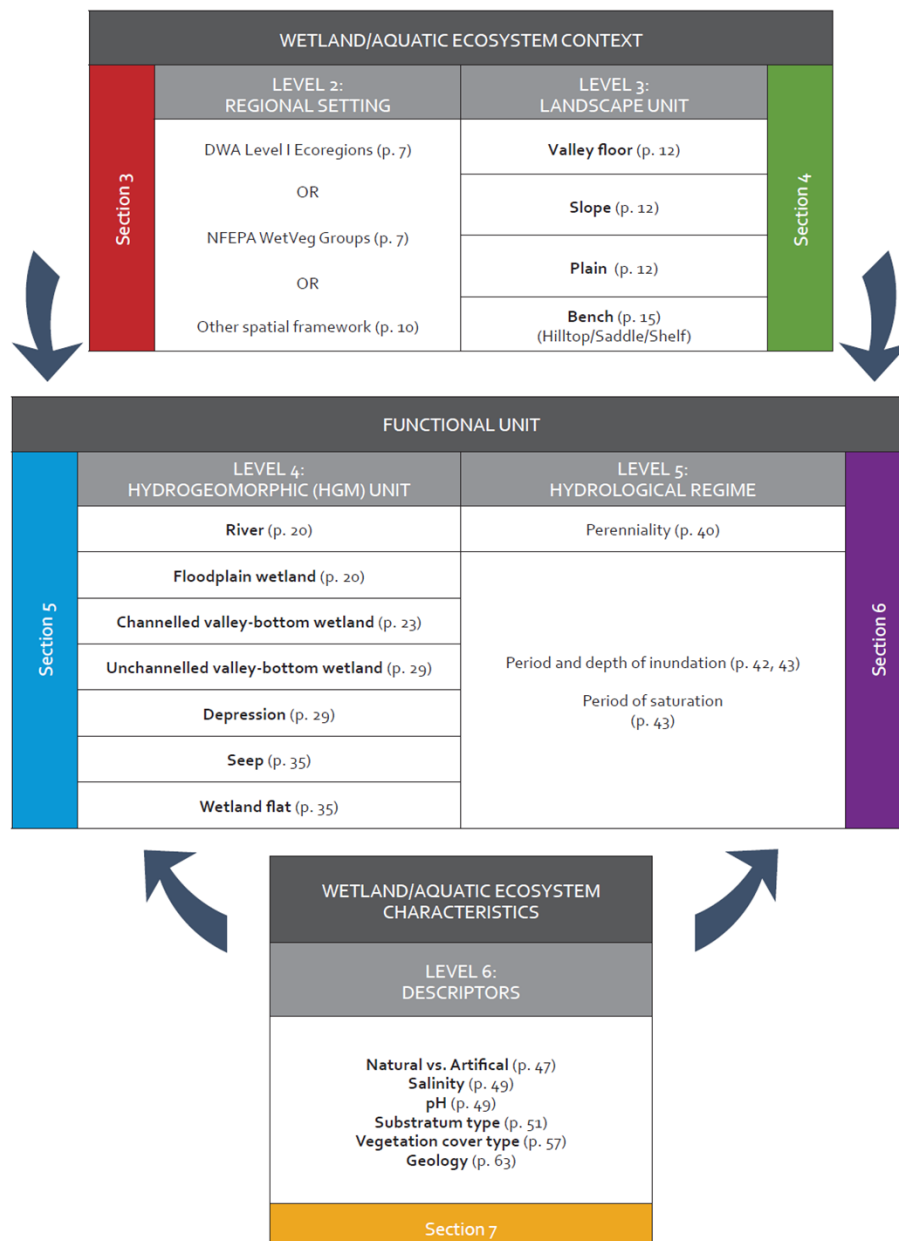 WETLAND/AQUATIC ECOSYSTEM CONTEXT
Section 3
LEVEL 2:
REGIONAL SETTING
DWA Level I Ecoregions (p. 7)
OR
NFEPA WetVeg Groups (p. 7)
OR
Other spatial framework (p. 10)
LEVEL 3:
LANDSCAPE UNIT
Valley floor (p. 12)
Slope (p. 12)
Plain (p. 12)
Bench (p. 15)
(Hilltop/Saddle/Shelf)
Section 4
FUNCTIONAL UNIT
Section 5
LEVEL 4:
HYDROGEOMORPHIC (HGM) UNIT
River (p. 20)
Floodplain wetland (p. 20)
Channelled valley-bottom wetland (p. 23)
Unchannelled valley-bottom wetland (p. 29)
Depression (p. 29)
Seep (p. 35)
Wetland flat (p. 35)
LEVEL 5:
HYDROLOGICAL REGIME
Perenniality (p. 40)
Period and depth of inundation (p. 42, 43)
Period of saturation
(p. 43)
Section 6
WETLAND/AQUATIC ECOSYSTEM
CHARACTERISTICS
LEVEL 6:
DESCRIPTORS
Natural vs. Artifical (p. 47)
Salinity (p. 49)
pH (p. 49)
Substratum type (p. 51)
Vegetation cover type (p. 57)
Geology (p. 63)
Section 7